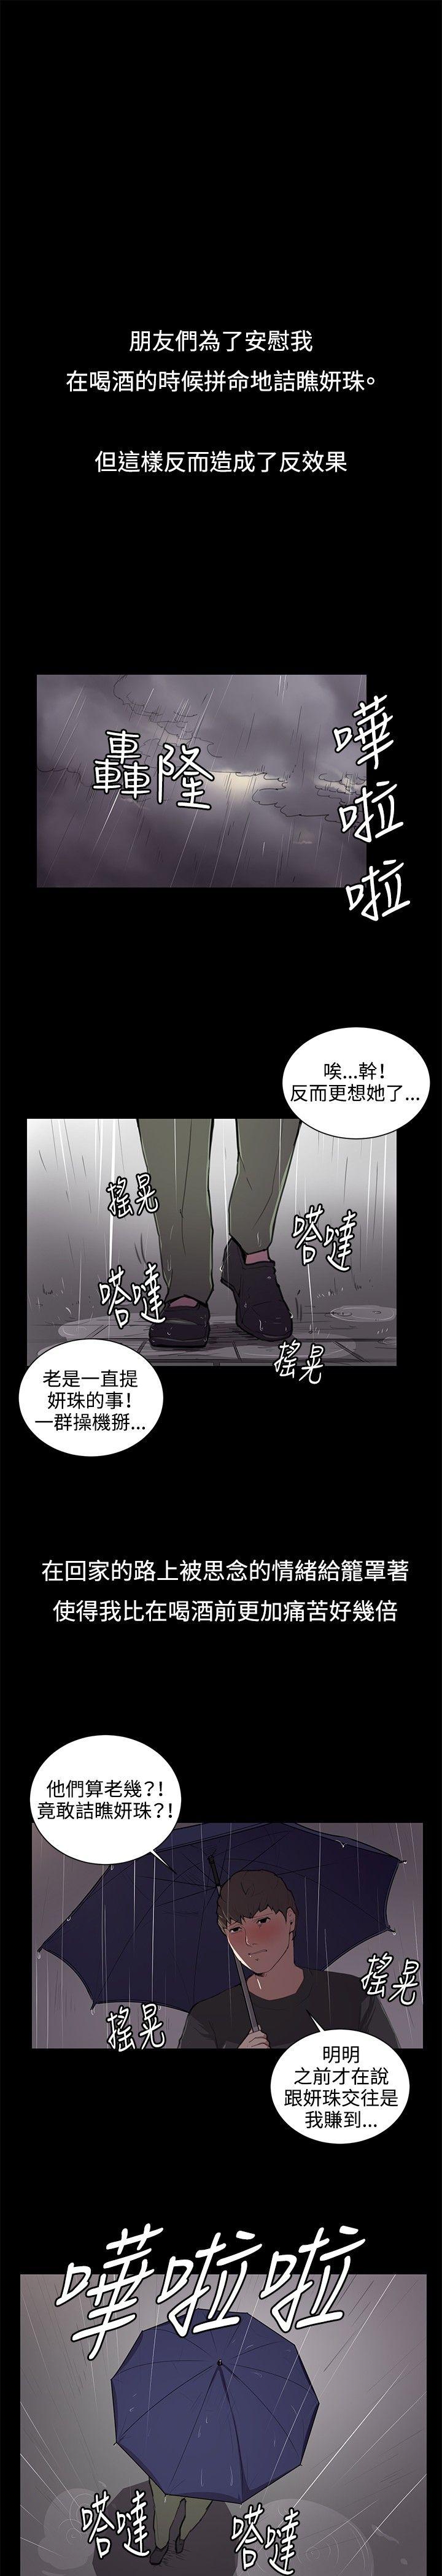 朋友們為了安慰我
在喝酒的時候拼命地詰瞧妍珠。
但這樣反而造成了反效果
轟隆
嘩啦啦
唉...幹!
反而更想她了...
搖晃
嗒噠
嗒噠
搖晃
老是一直提
妍珠的事!
一群操機掰...
在回家的路上被思念的情緒給籠罩著
使得我比在喝酒前更加痛苦好幾倍
他們算老幾?!
竟敢詰瞧妍珠?!
搖晃
搖晃
明明
之前才在說
跟妍珠交往是
我賺到...
嘩啦啦
嗒噠
嗒噠